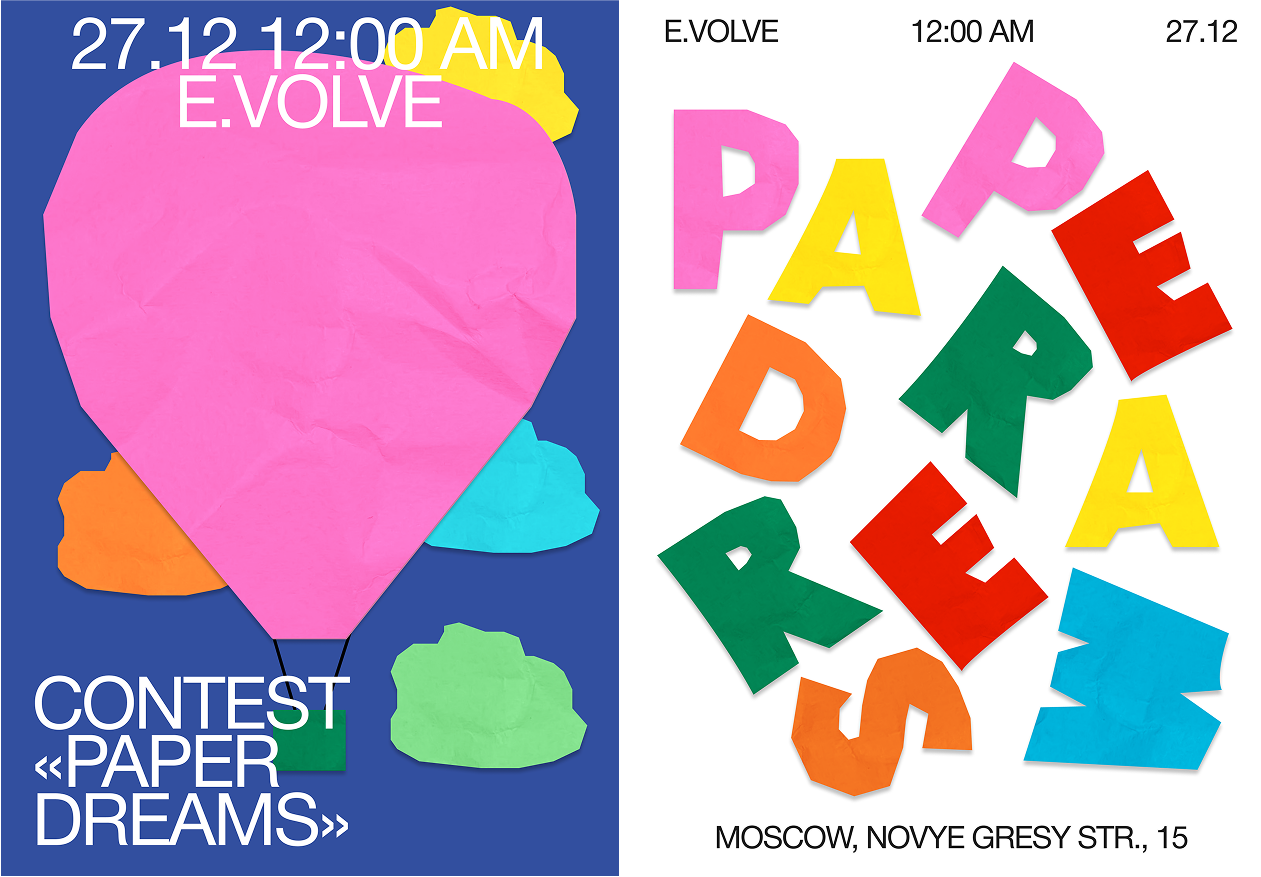 27.12 12:00 AM
E.VOLVE
CONTEST
«PAPER
DREAMS»
E.VOLVE 12:00 AM 27.12
PAPER
DREAMS
MOSCOW, NOVYE GRESY STR., 15